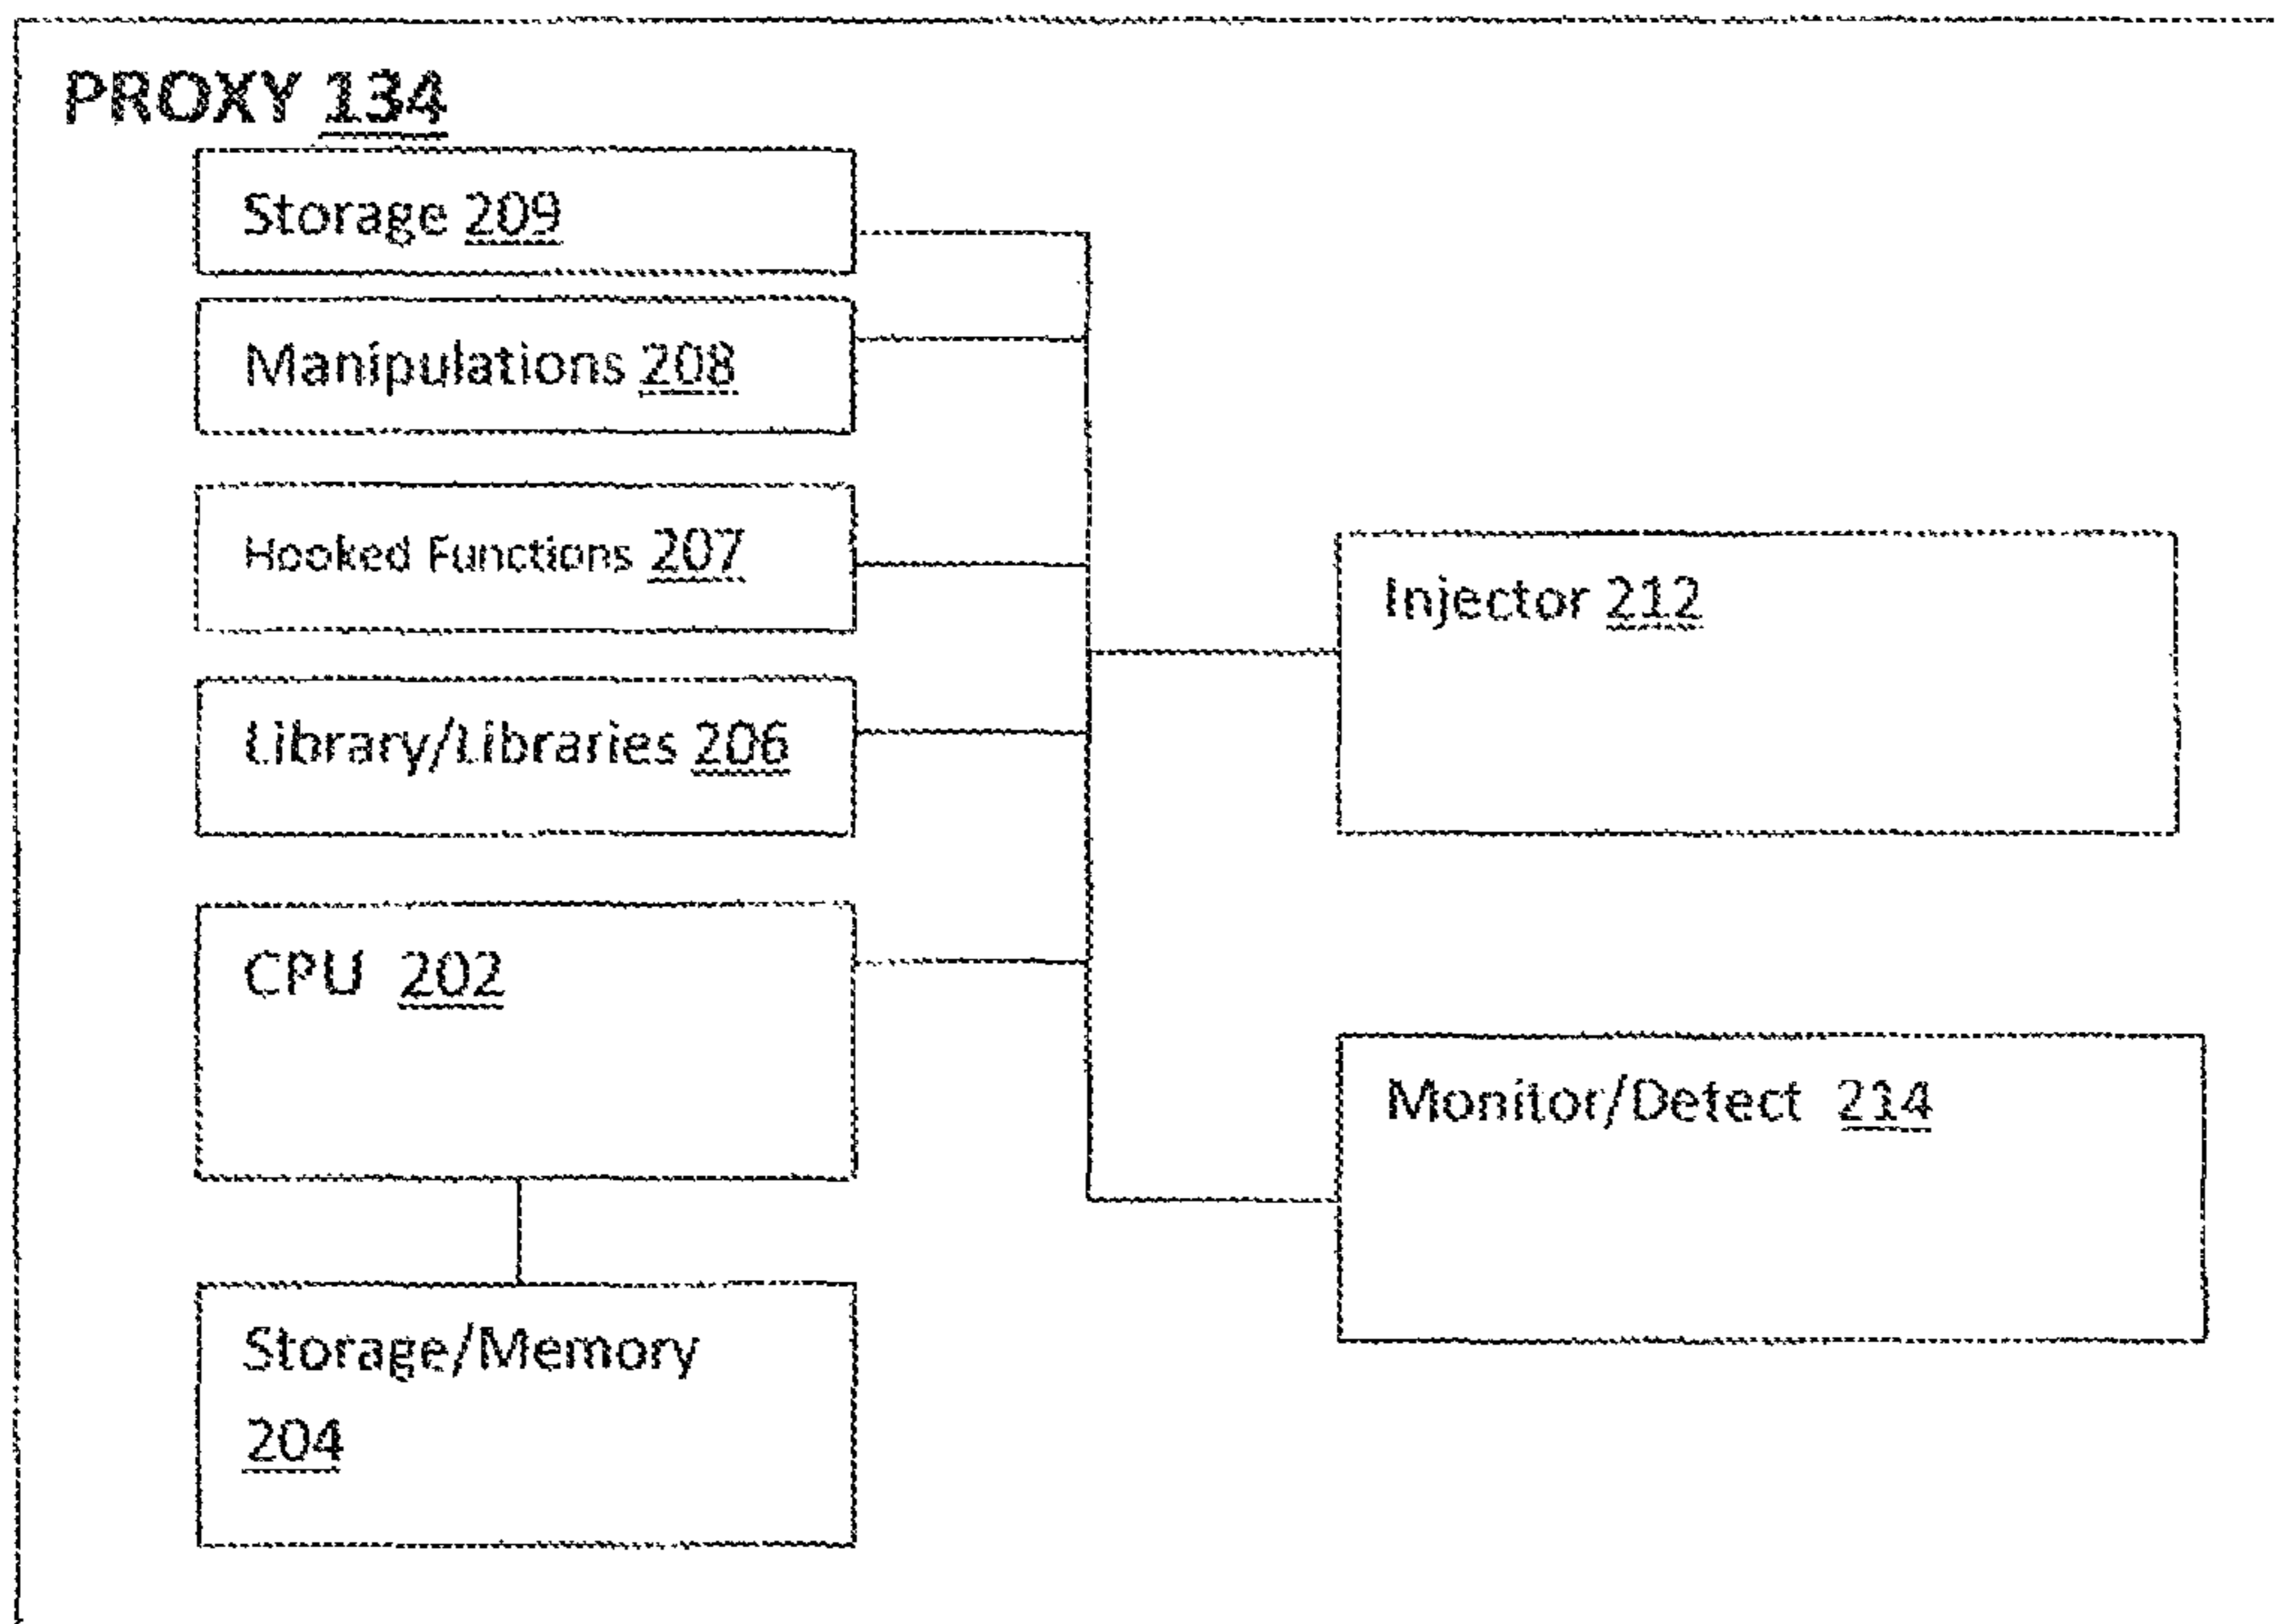 PROXY 134
Storage 209
Manipulations 208
Hooked Functions 207
Library/Libraries 206
CPU 202
Storage/Memory
204
Injector 212
Monitor/Detect 214